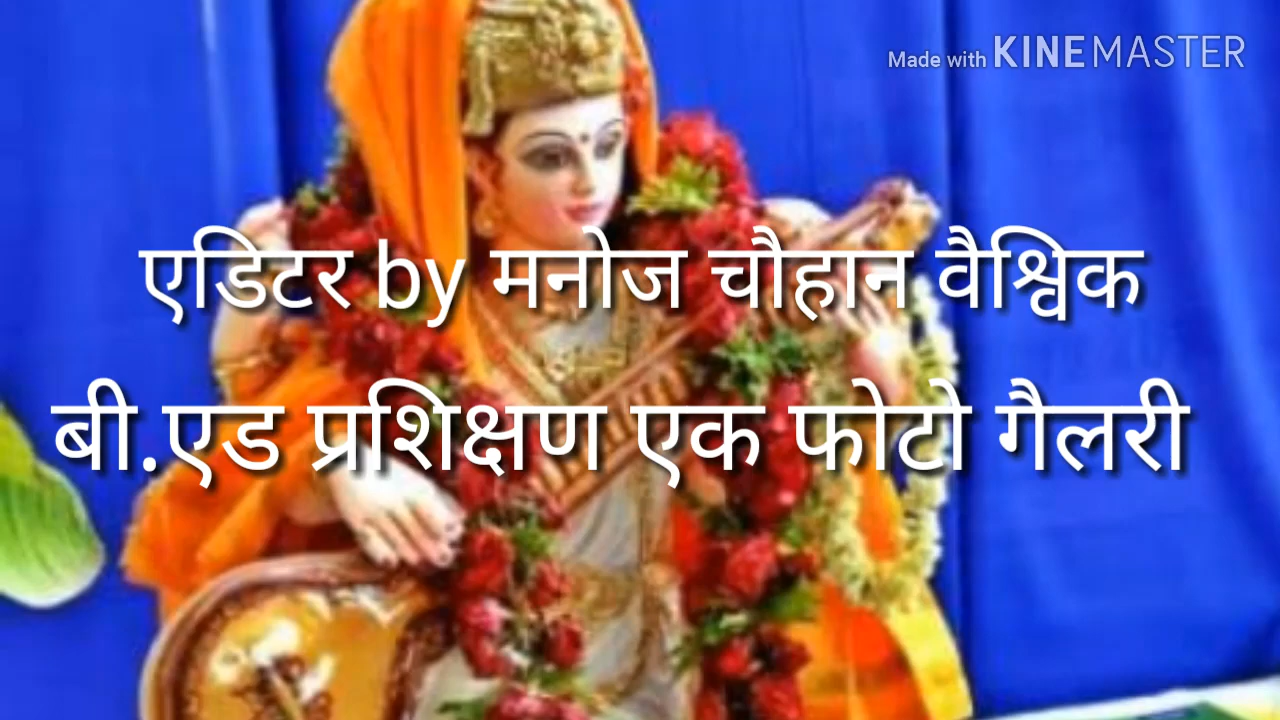 Made with KINEMASTER
एडिटर by मनोज चौहान वैश्विक
बी.एड प्रशिक्षण एक फोटो गैलरी